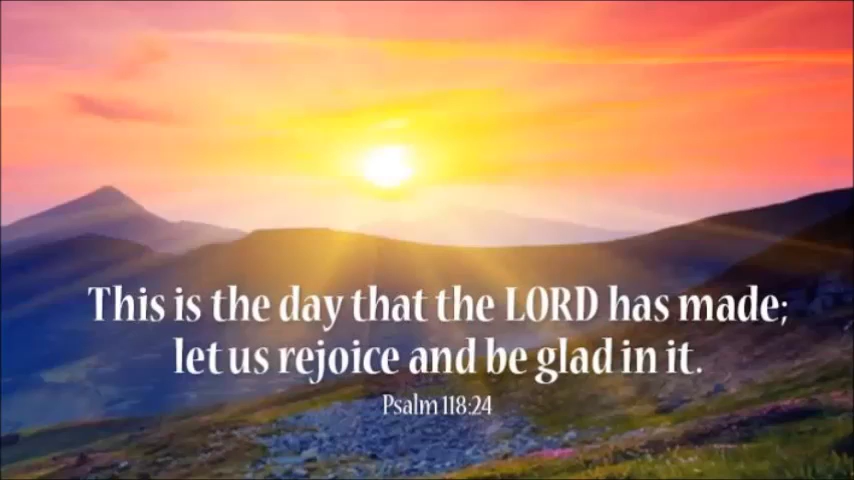 This is the day that the LORD has made;
let us rejoice and be glad in it.
Psalm 118:24